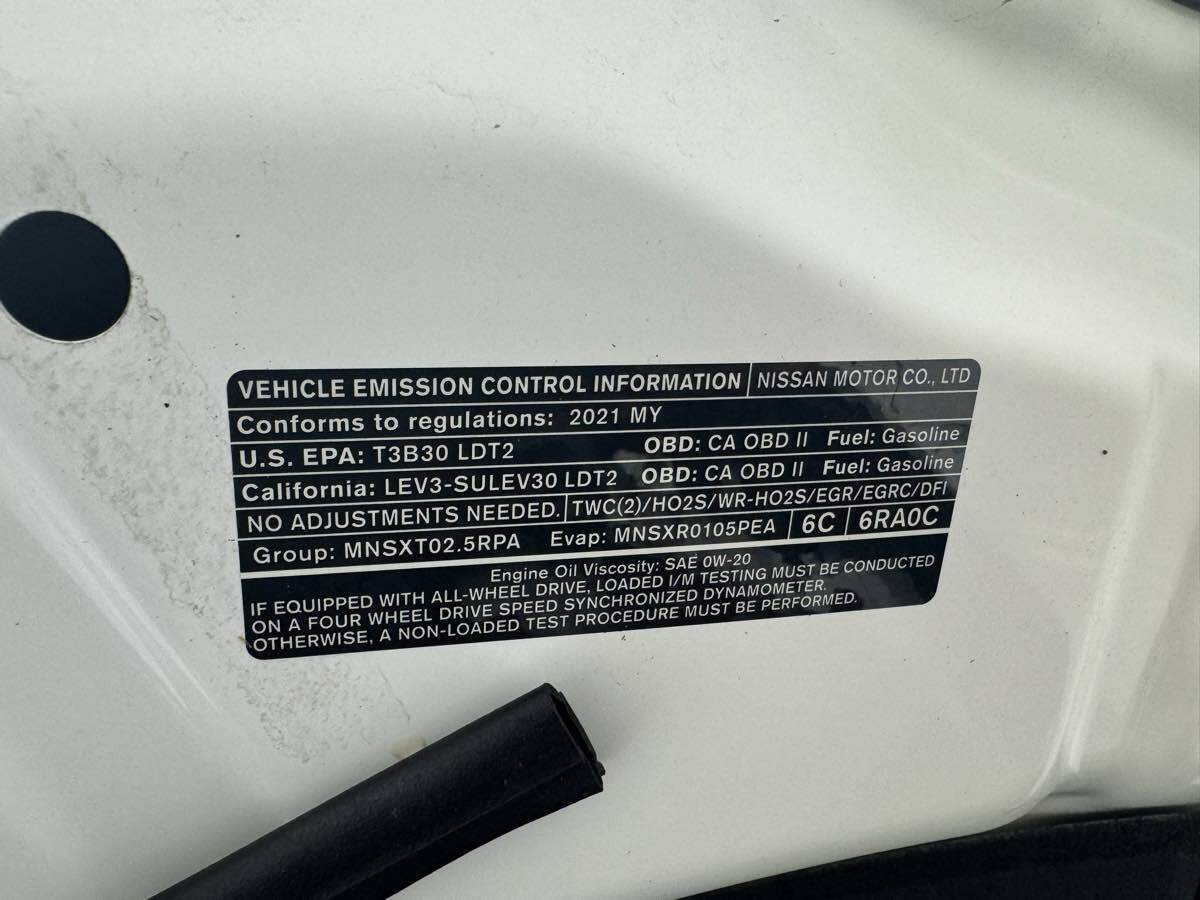 VEHICLE EMISSION CONTROL INFORMATION NISSAN MOTOR CO., LTD
Conforms to regulations: 2021 MY
U.S. EPA: T3B30 LDT2 OBD: CA OBD II Fuel: Gasoline
California: LEV3-SULEV30 LDT2 OBD: CA OBD II Fuel: Gasoline
NO ADJUSTMENTS NEEDED. TWC(2)/HO2S/WR-HO2S/EGR/EGRC/DFI
Group: MNSXT02.5RPA Evap: MNSXR0105PEA 6C 6RA0C
Engine Oil Viscosity: SAE 0W-20
IF EQUIPPED WITH ALL-WHEEL DRIVE, LOADED I/M TESTING MUST BE CONDUCTED
ON A FOUR WHEEL DRIVE SPEED SYNCHRONIZED DYNAMOMETER.
OTHERWISE, A NON-LOADED TEST PROCEDURE MUST BE PERFORMED.